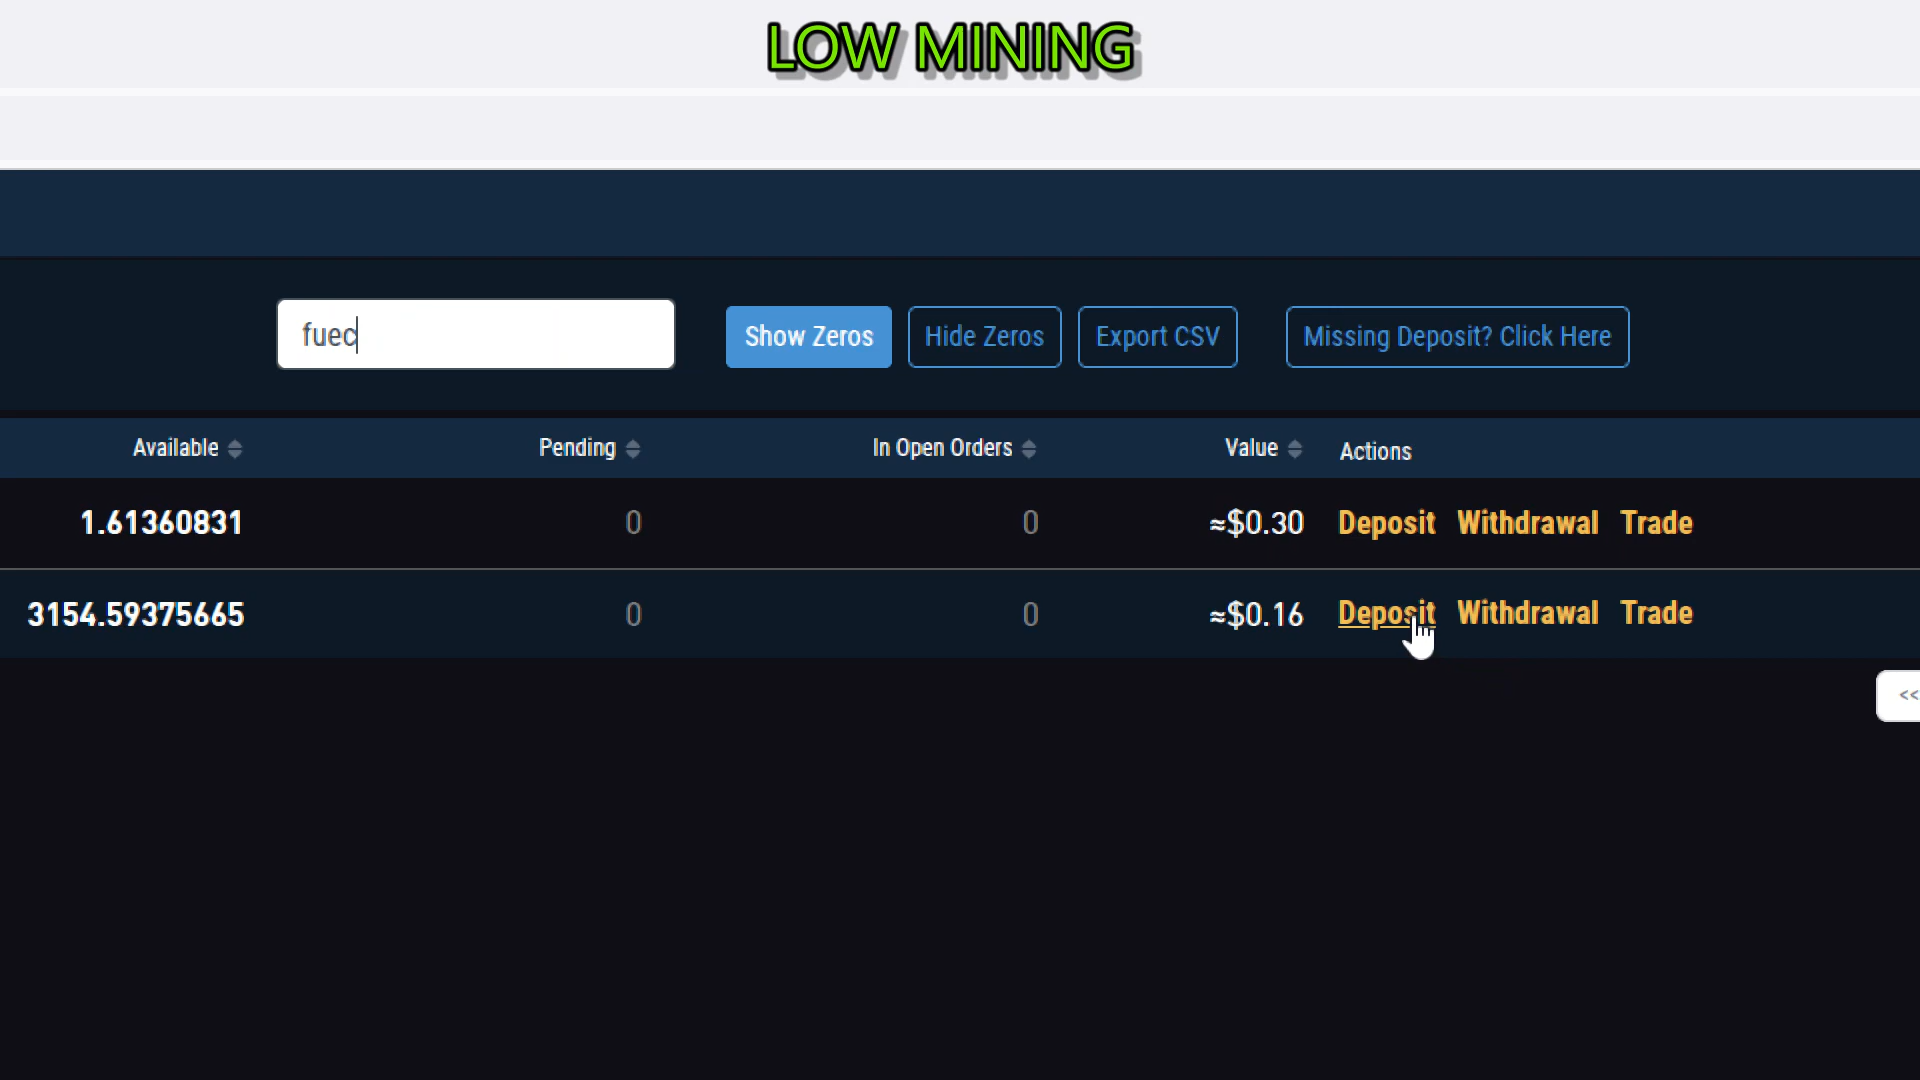 LOW MINING
fuec
Show Zeros
Hide Zeros
Export CSV
Missing Deposit? Click Here
Available
Pending
In Open Orders
Value
Actions
1.61360831
0
0
≈$0.30
Deposit
Withdrawal
Trade
3154.59375665
0
0
≈$0.16
Deposit
Withdrawal
Trade
<<